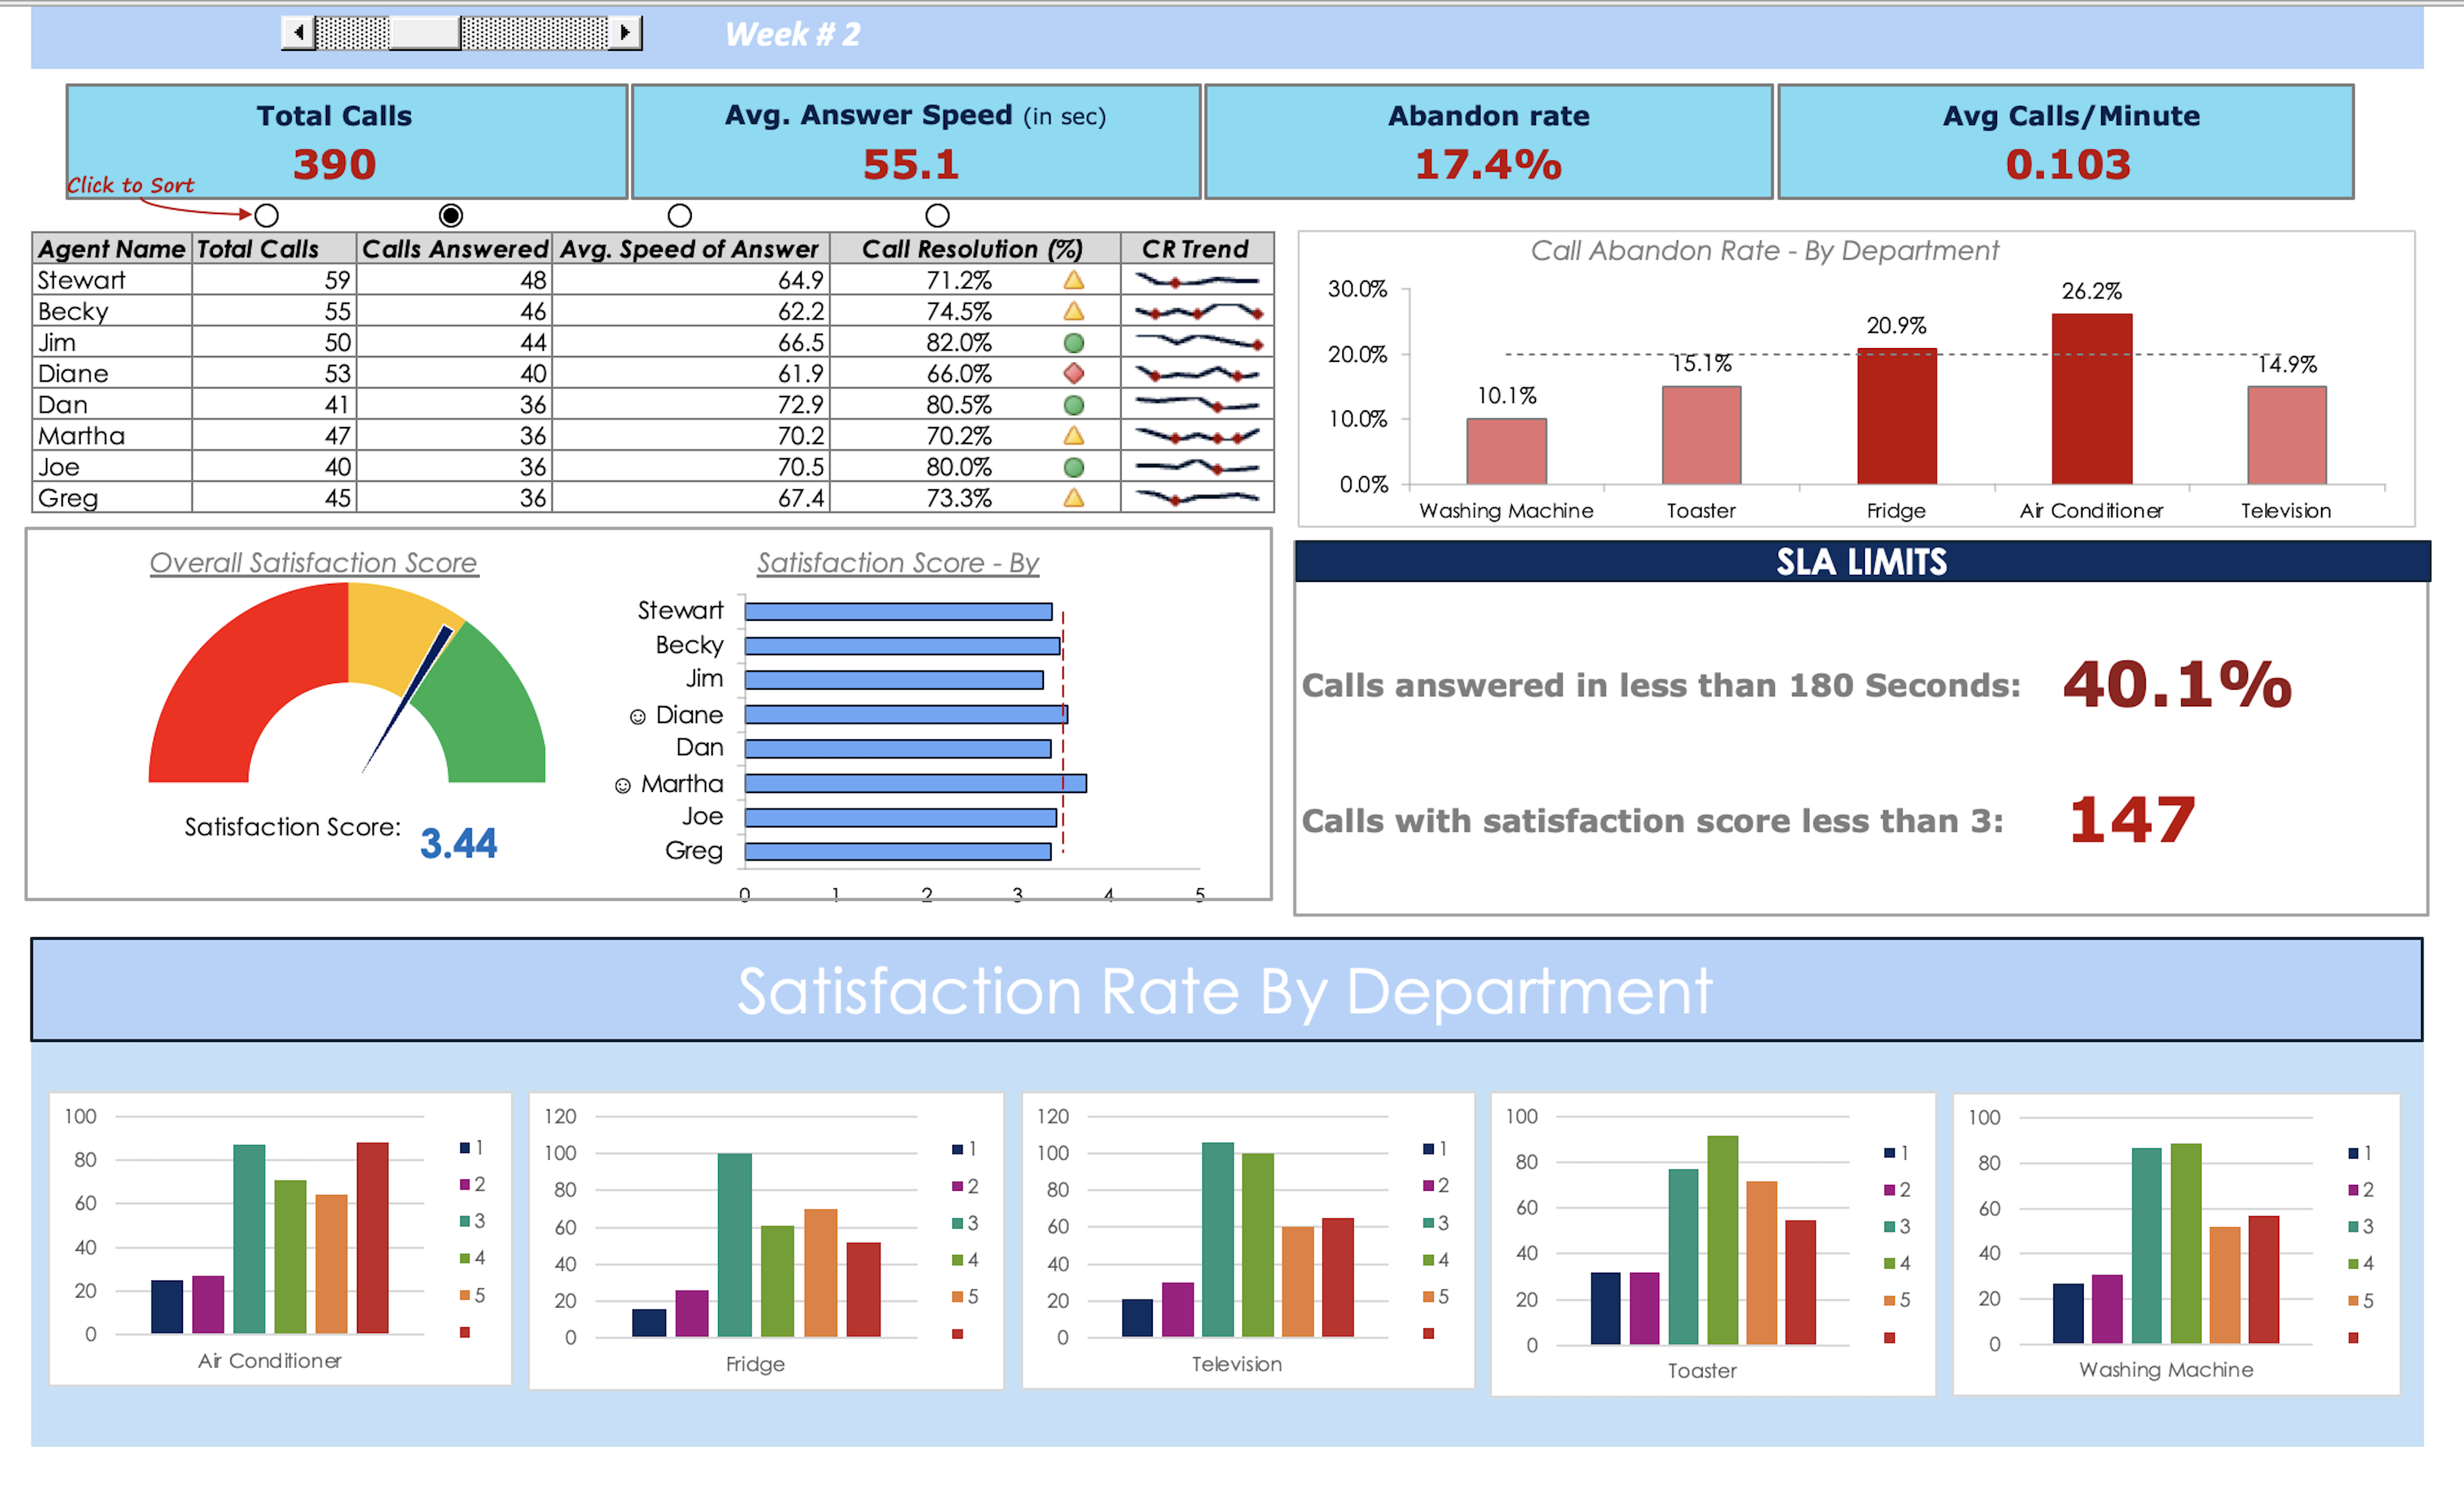 Week # 2
Total Calls
390
Click to Sort
Avg. Answer Speed (in sec)
55.1
Abandon rate
17.4%
Avg Calls/Minute
0.103
Agent Name Total Calls Calls Answered Avg. Speed of Answer Call Resolution (%) CR Trend
Stewart 59 48 64.9 71.2%
Becky 55 46 62.2 74.5%
Jim 50 44 66.5 82.0%
Diane 53 40 61.9 66.0%
Dan 41 36 72.9 80.5%
Martha 47 36 70.2 70.2%
Joe 40 36 70.5 80.0%
Greg 45 36 67.4 73.3%
Call Abandon Rate - By Department
30.0%
20.0%
10.0%
0.0%
10.1%
15.1%
20.9%
26.2%
14.9%
Washing Machine Toaster Fridge Air Conditioner Television
Overall Satisfaction Score
Satisfaction Score: 3.44
Satisfaction Score - By
Stewart
Becky
Jim
☺ Diane
Dan
☺ Martha
Joe
Greg
0 1 2 3 4 5
SLA LIMITS
Calls answered in less than 180 Seconds: 40.1%
Calls with satisfaction score less than 3: 147
Satisfaction Rate By Department
100
80
60
40
20
0
Air Conditioner
1
2
3
4
5
120
100
80
60
40
20
0
Fridge
1
2
3
4
5
120
100
80
60
40
20
0
Television
1
2
3
4
5
100
80
60
40
20
0
Toaster
1
2
3
4
5
100
80
60
40
20
0
Washing Machine
1
2
3
4
5